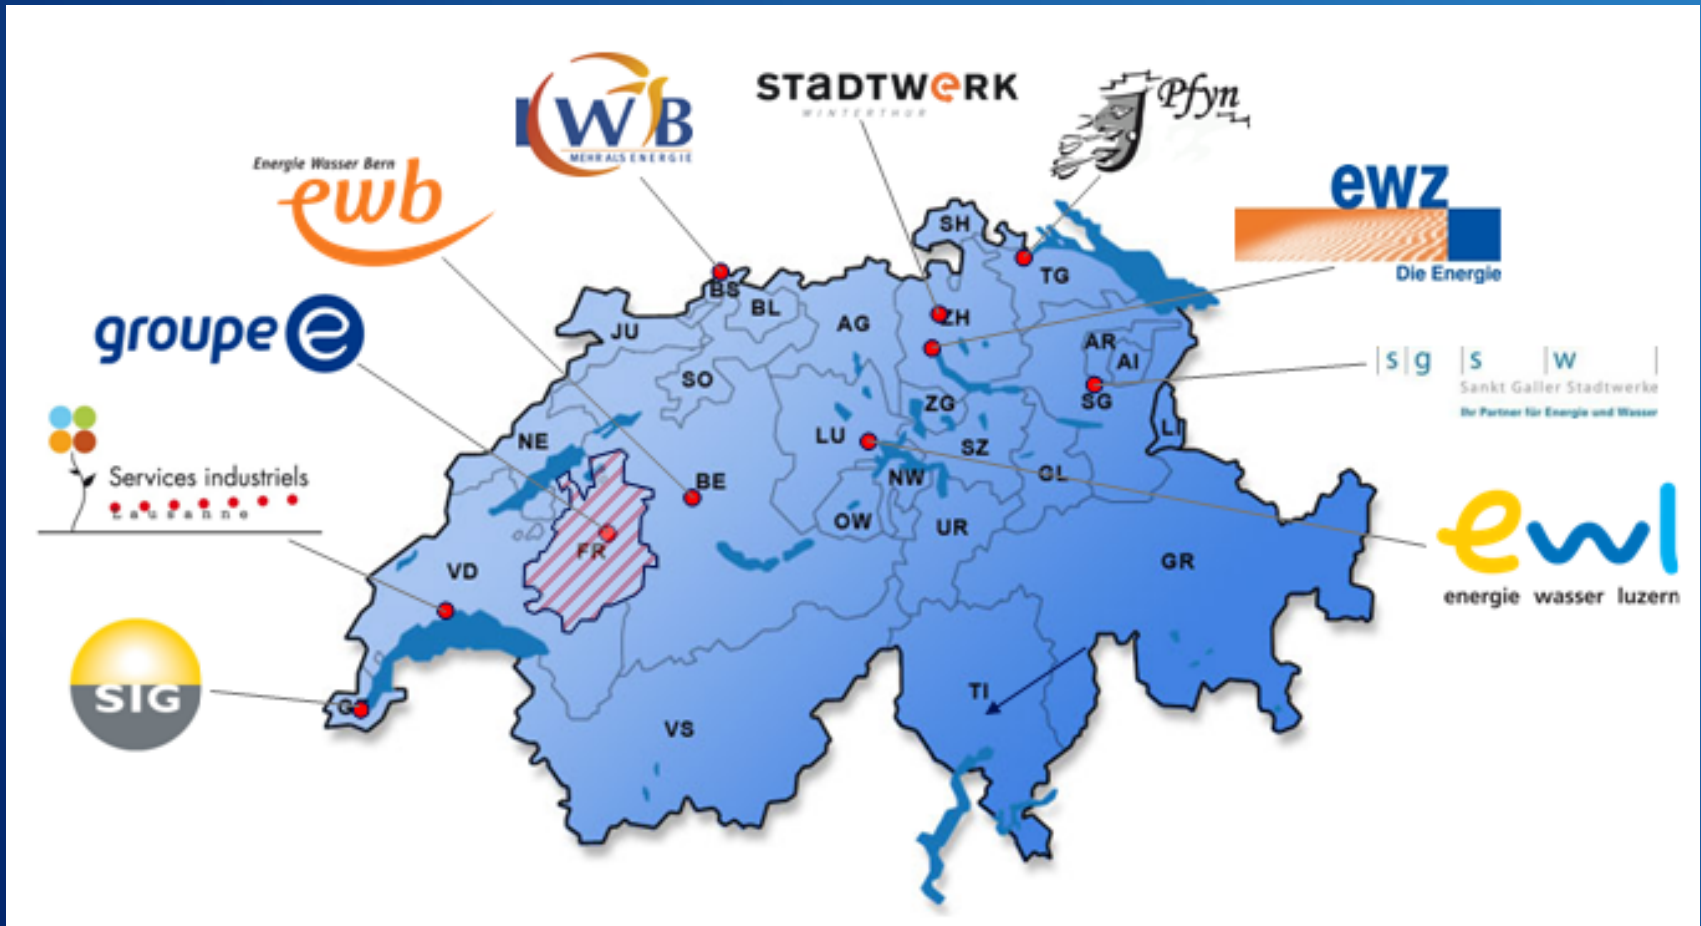 IWB
MEHR ALS ENERGIE
STaDTWeRK
WINTERTHUR
Pfyn
Energie Wasser Bern
ewb
ewz
Die Energie
groupe e
s g s w
Sankt Galler Stadtwerke
Ihr Partner für Energie und Wasser
Services industriels
Lausanne
ewl
energie wasser luzern
SIG
SH
TG
BS
BL
ZH
JU
AG
AR
AI
SO
ZG
SG
NE
LU
SZ
LI
BE
NW
GL
OW
UR
FR
VD
GR
TI
VS